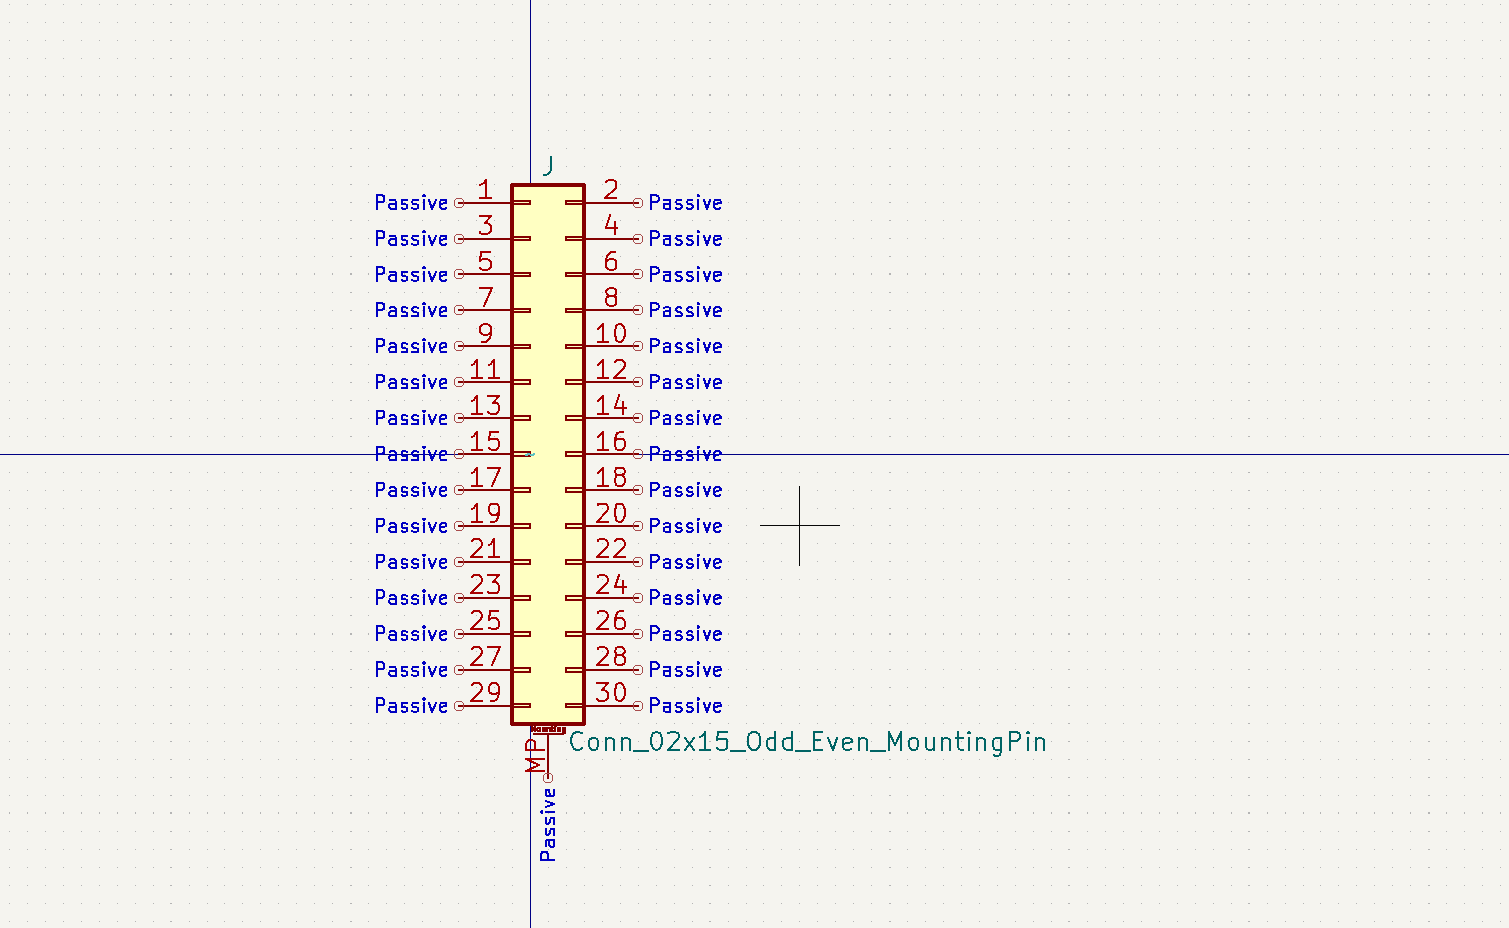 J
Passive 1 2 Passive
Passive 3 4 Passive
Passive 5 6 Passive
Passive 7 8 Passive
Passive 9 10 Passive
Passive 11 12 Passive
Passive 13 14 Passive
Passive 15 16 Passive
Passive 17 18 Passive
Passive 19 20 Passive
Passive 21 22 Passive
Passive 23 24 Passive
Passive 25 26 Passive
Passive 27 28 Passive
Passive 29 30 Passive
Mounting
MP
Conn_02x15_Odd_Even_MountingPin
Passive